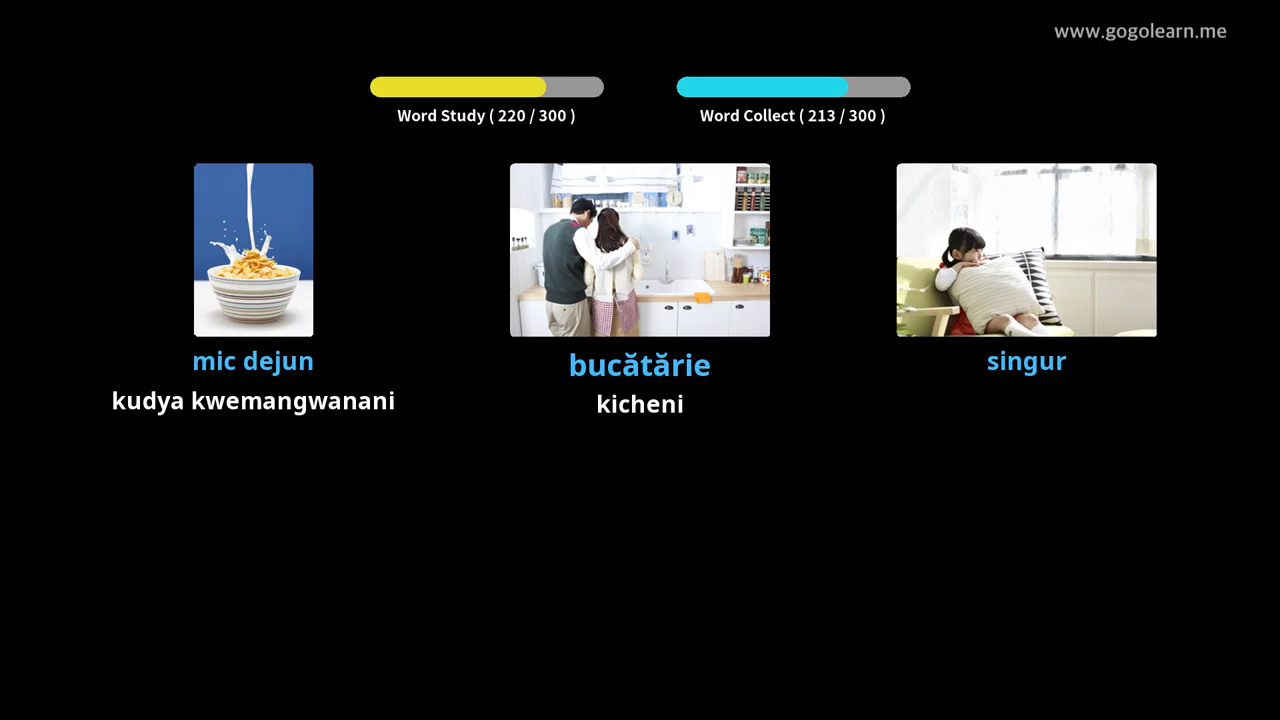 www.gogolearn.me
Word Study ( 220 / 300 )
Word Collect ( 213 / 300 )
mic dejun
bucătărie
singur
kudya kwemangwanani
kicheni